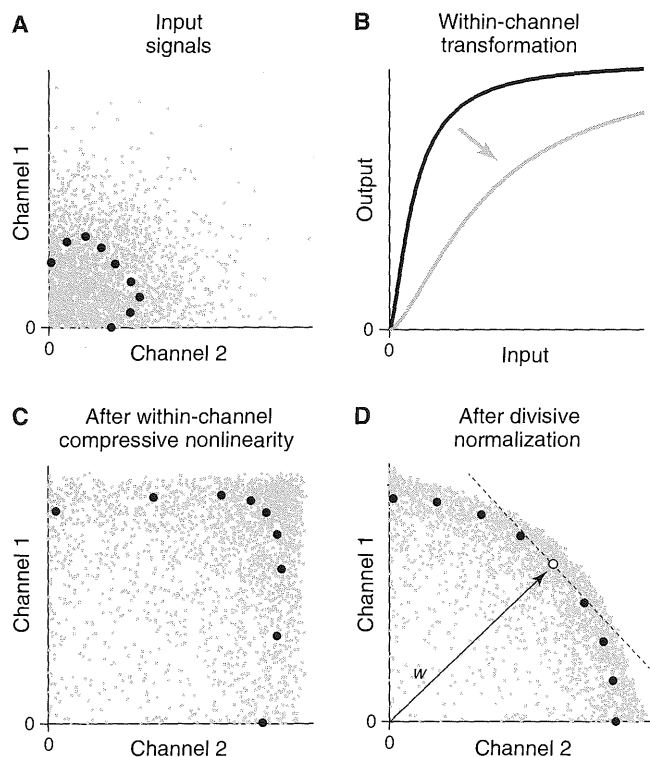 A
Input
signals
Channel 1
0
0
Channel 2
B
Within-channel
transformation
Output
0
0
Input
C
After within-channel
compressive nonlinearity
Channel 1
0
0
Channel 2
D
After divisive
normalization
Channel 1
w
0
0
Channel 2